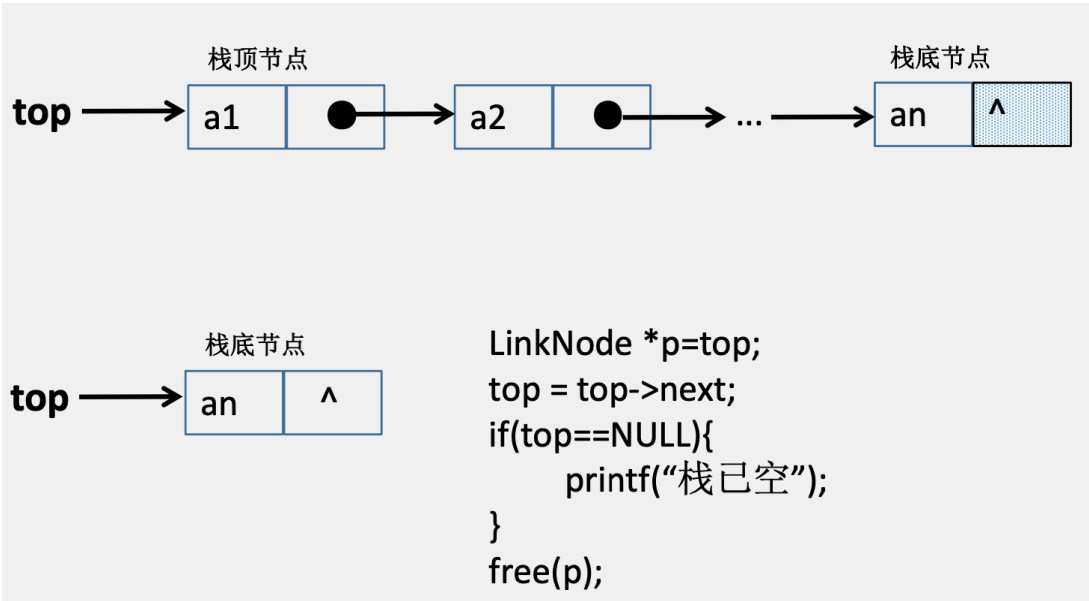 栈顶节点
栈底节点
top a1 a2 ... an ^
栈底节点
top an ^
LinkNode *p=top;
top = top->next;
if(top==NULL){
printf(“栈已空”);
}
free(p);